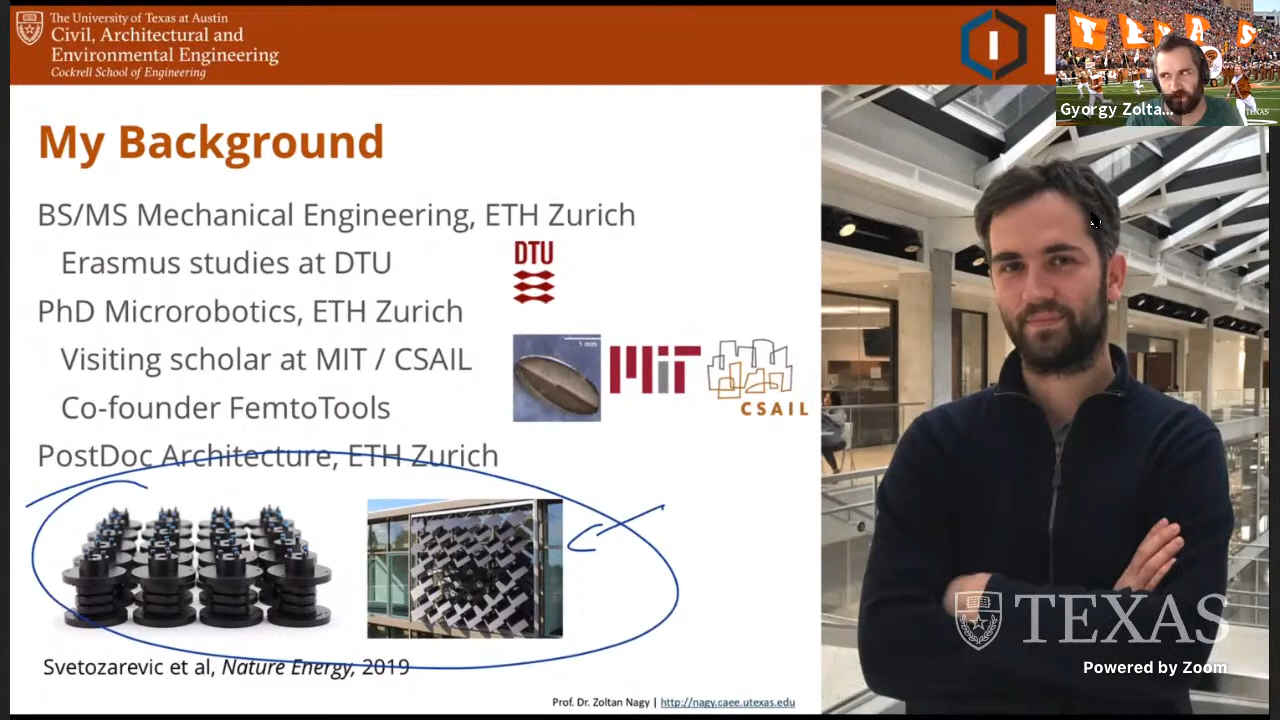 The University of Texas at Austin
Civil, Architectural and
Environmental Engineering
Cockrell School of Engineering
TEXAS
Gyorgy Zolta...
TEXAS
My Background
BS/MS Mechanical Engineering, ETH Zurich
Erasmus studies at DTU
DTU
PhD Microrobotics, ETH Zurich
Visiting scholar at MIT / CSAIL
1 mm
MIT
CSAIL
Co-founder FemtoTools
PostDoc Architecture, ETH Zurich
Svetozarevic et al, Nature Energy, 2019
TEXAS
Powered by Zoom
Prof. Dr. Zoltan Nagy | http://nagy.caee.utexas.edu